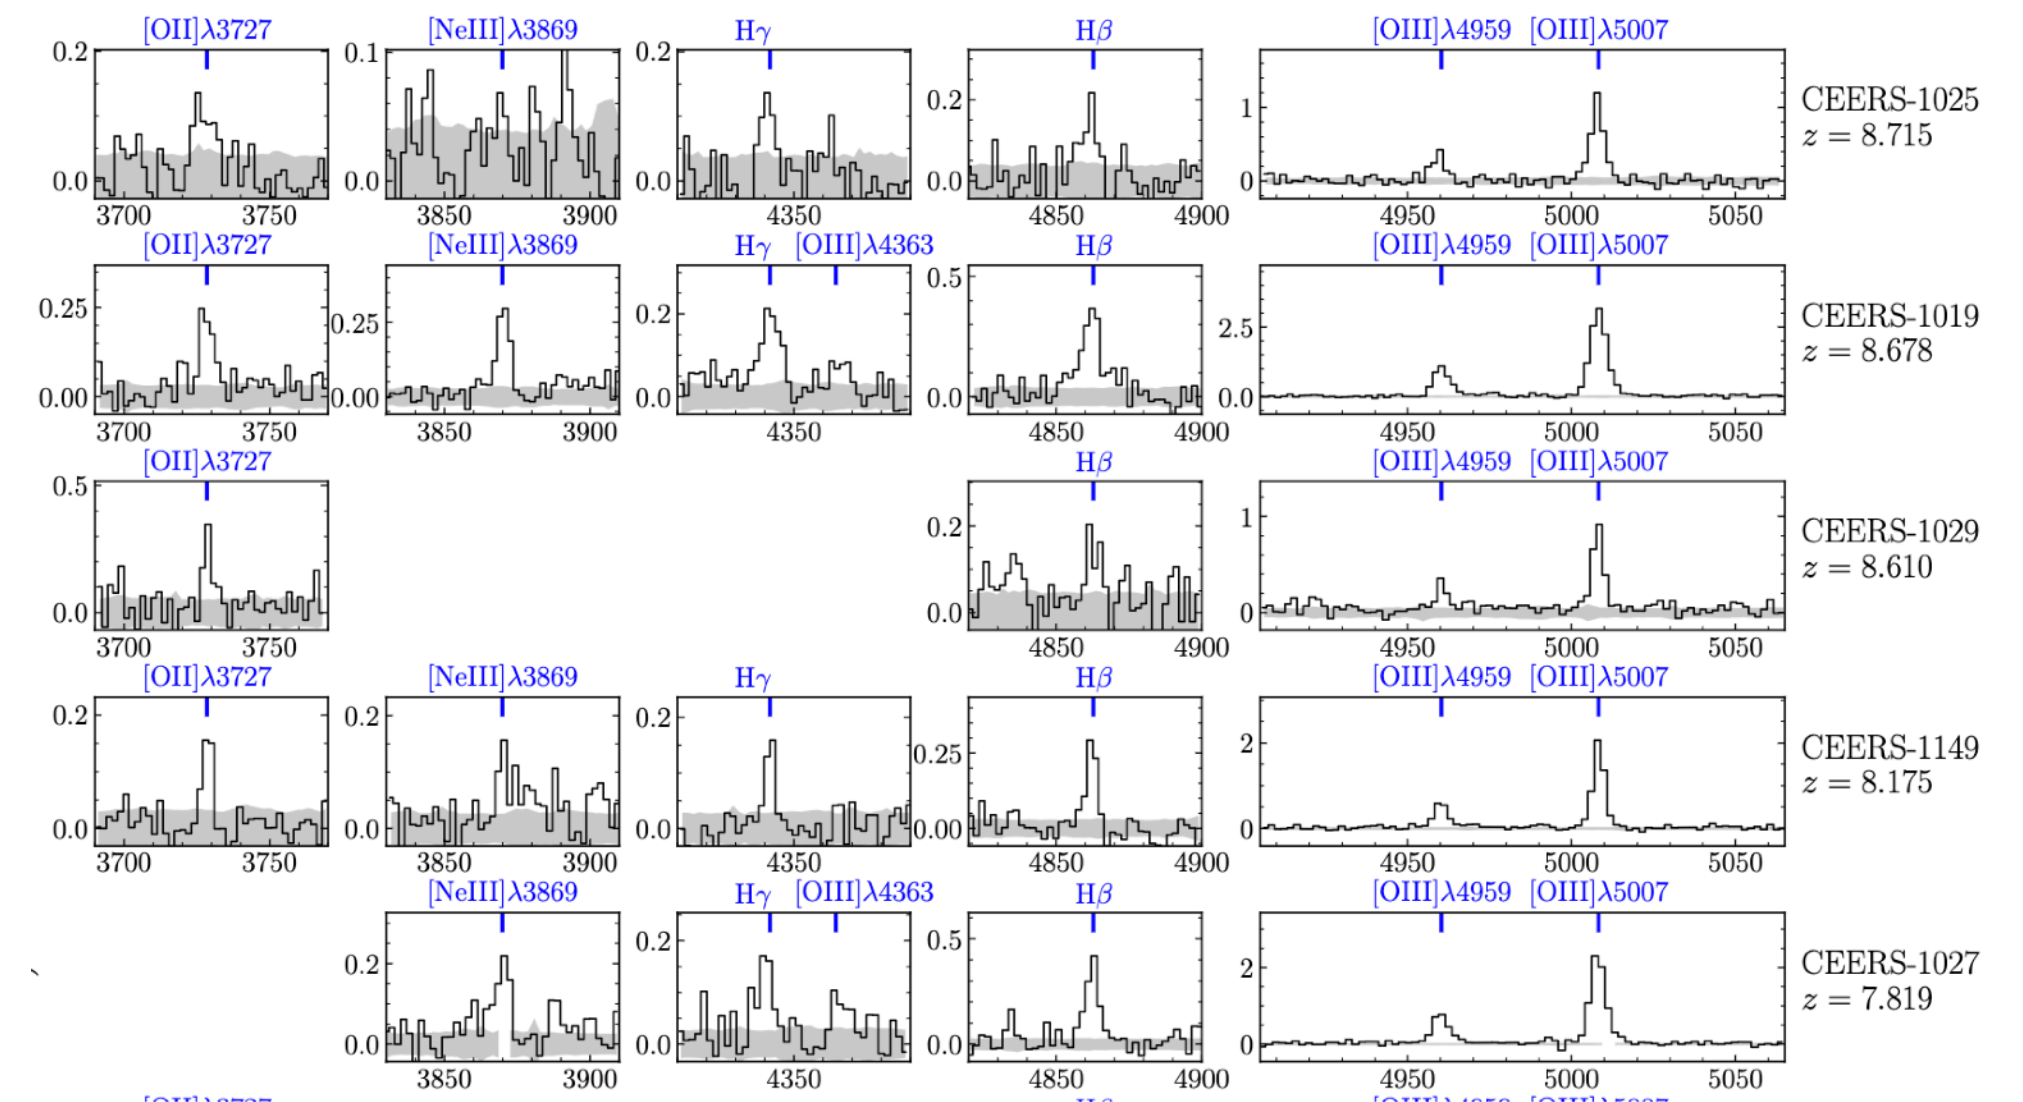 [OII]λ3727 [NeIII]λ3869 Hγ Hβ [OIII]λ4959 [OIII]λ5007
0.2 0.1 0.2
CEERS-1025
1
0.2
z = 8.715
0.0 0.0 0.0 0.0 0
3700 3750 3850 3900 4350 4850 4900 4950 5000 5050
[OII]λ3727 [NeIII]λ3869 Hγ [OIII]λ4363 Hβ [OIII]λ4959 [OIII]λ5007
0.5
0.25 0.25 0.2 2.5
CEERS-1019
z = 8.678
0.00 0.00 0.0 0.0 0.0
3700 3750 3850 3900 4350 4850 4900 4950 5000 5050
[OII]λ3727 Hβ [OIII]λ4959 [OIII]λ5007
0.5
0.2 1
CEERS-1029
z = 8.610
0.0 0.0 0
3700 3750 4850 4900 4950 5000 5050
[OII]λ3727 [NeIII]λ3869 Hγ Hβ [OIII]λ4959 [OIII]λ5007
0.2 0.2 0.2 0.25 2
CEERS-1149
z = 8.175
0.0 0.0 0.0 0.00 0
3700 3750 3850 3900 4350 4850 4900 4950 5000 5050
[NeIII]λ3869 Hγ [OIII]λ4363 Hβ [OIII]λ4959 [OIII]λ5007
0.2 0.2 0.5 2
CEERS-1027
z = 7.819
0.0 0.0 0.0 0
3850 3900 4350 4850 4900 4950 5000 5050